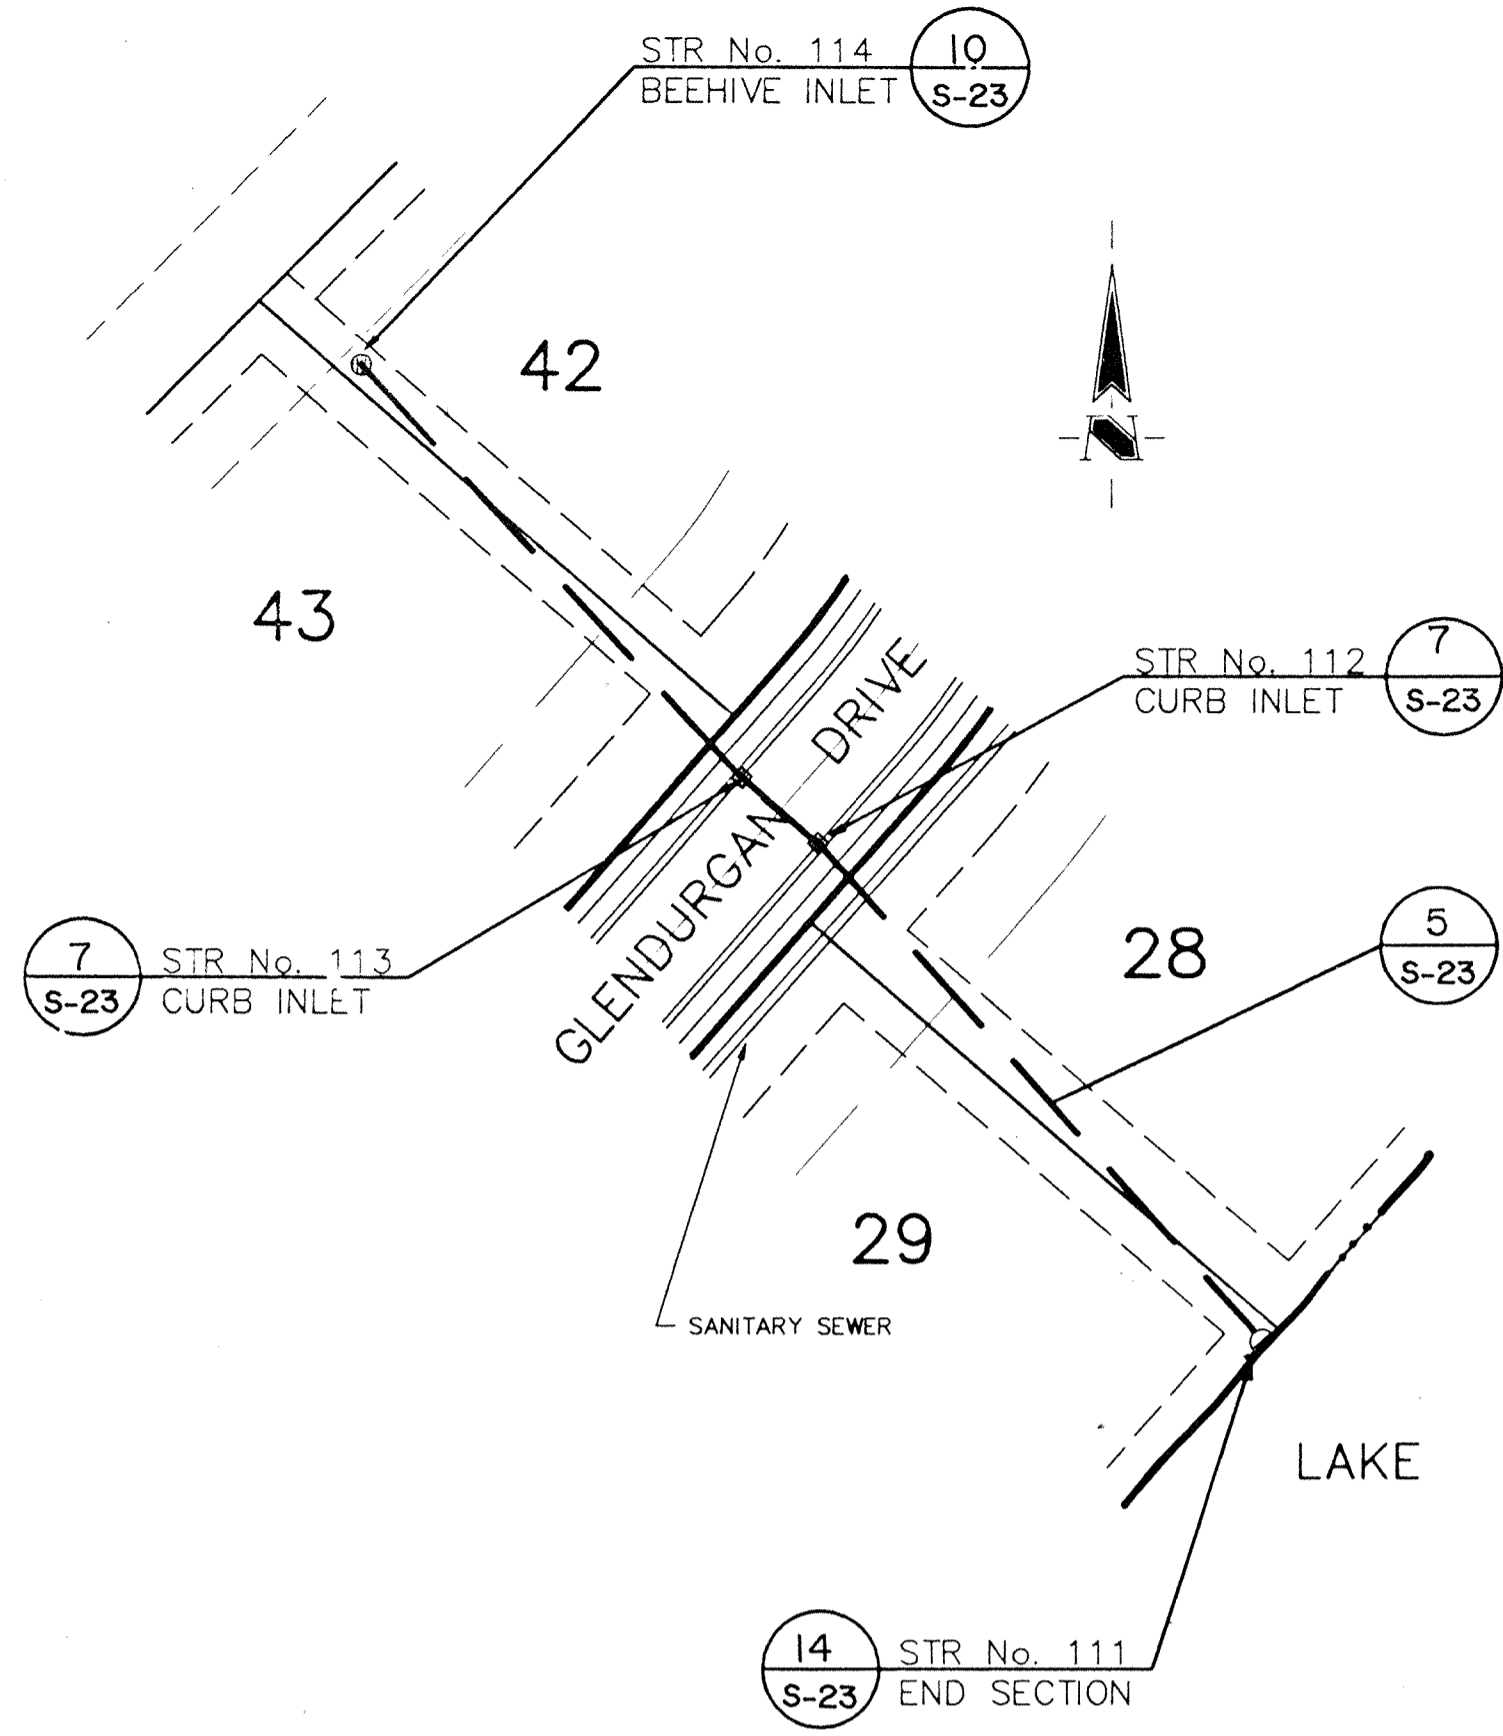 STR No. 114
BEEHIVE INLET
10
S-23
42
N
43
GLENDURGAN DRIVE
STR No. 112
CURB INLET
7
S-23
7
S-23
STR No. 113
CURB INLET
28
5
S-23
29
SANITARY SEWER
LAKE
14
S-23
STR No. 111
END SECTION